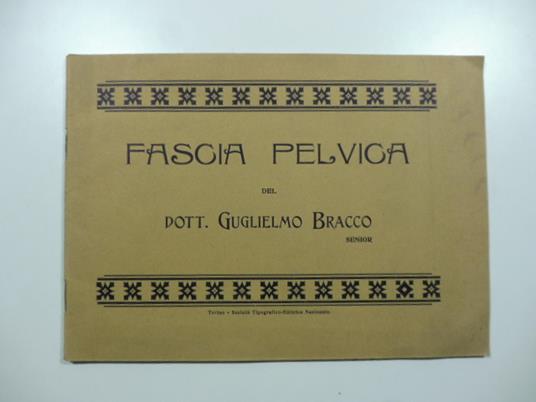 FASCIA PELVICA
DEL
DOTT. GUGLIELMO BRACCO
SENIOR
Torino - Società Tipografico-Editrice Nazionale.